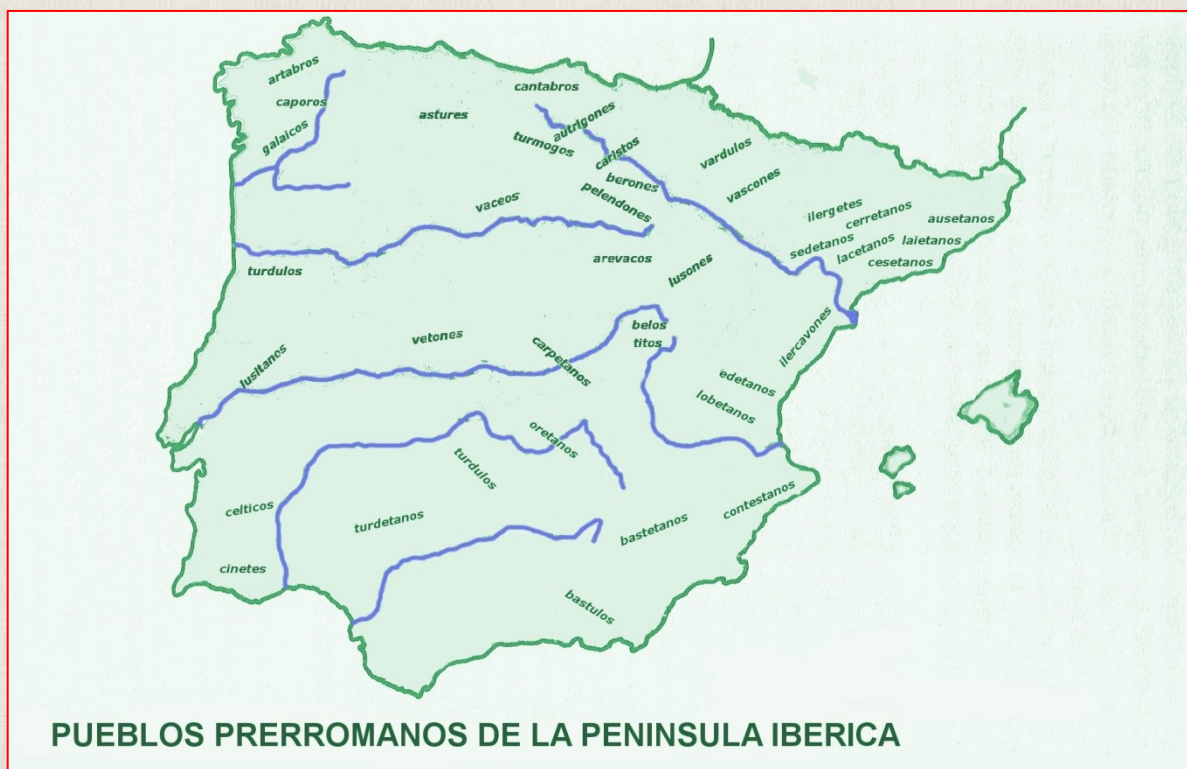 artabros
cantabros
caporos
astures
autrigones
galaicos
turmogos
caristos
vardulos
berones
vascones
pelendones
vaceos
ilergetes
cerretanos
ausetanos
sedetanos
lacetanos
laietanos
arevacos
cesetanos
turdulos
lusones
belos
titos
ilercavones
vetones
carpetanos
lusitanos
edetanos
lobetanos
oretanos
turdulos
celticos
turdetanos
contestanos
bastetanos
cinetes
bastulos
PUEBLOS PRERROMANOS DE LA PENINSULA IBERICA